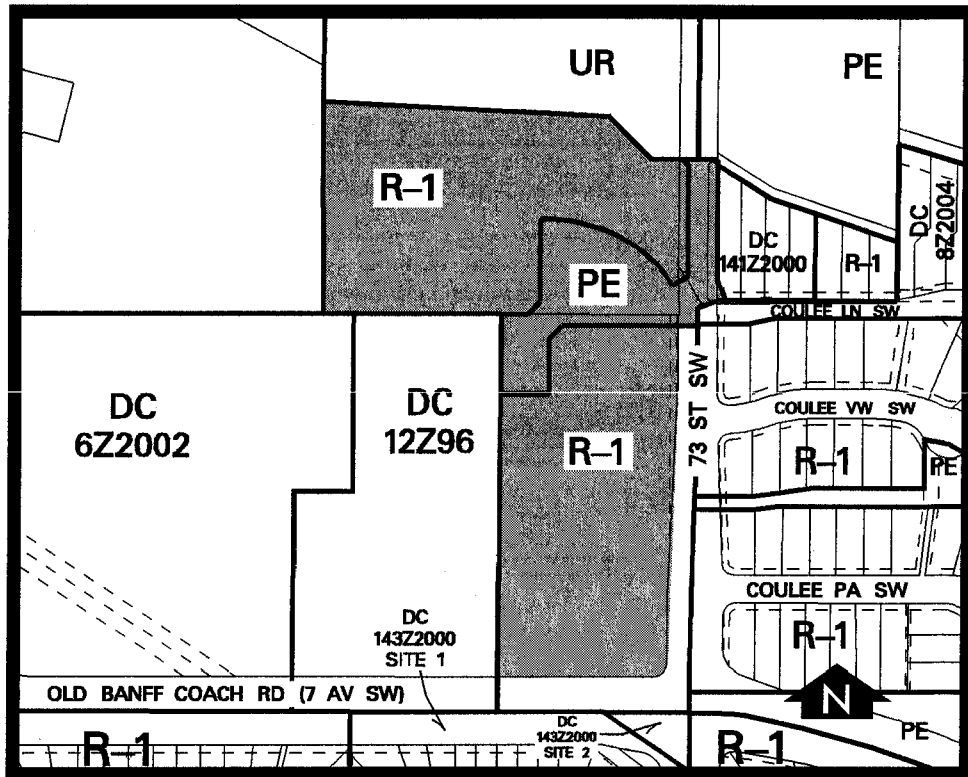 UR
PE
R–1
DC
8Z2004
DC
141Z2000
R–1
PE
COULEE LN SW
73 ST SW
DC
6Z2002
DC
12Z96
COULEE VW SW
R–1
R–1
PE
COULEE PA SW
DC
143Z2000
SITE 1
R–1
N
OLD BANFF COACH RD (7 AV SW)
R–1
DC
143Z2000
SITE 2
R–1
PE